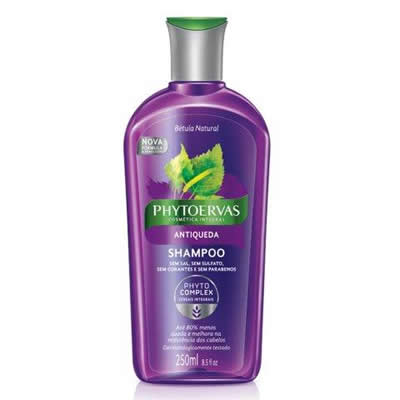 Bétula Natural
NOVA
FÓRMULA
PHYTOERVAS
COSMÉTICA INTEGRAL
ANTIQUEDA
SHAMPOO
SEM SAL, SEM SULFATO,
SEM CORANTES E SEM PARABENOS
PHYTO
COMPLEX
CEREAIS INTEGRAIS
Até 80% menos
queda e melhora na
resistência dos cabelos
Dermatologicamente testado
250ml 8.5 fl oz